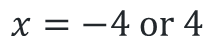 x = −4 or 4